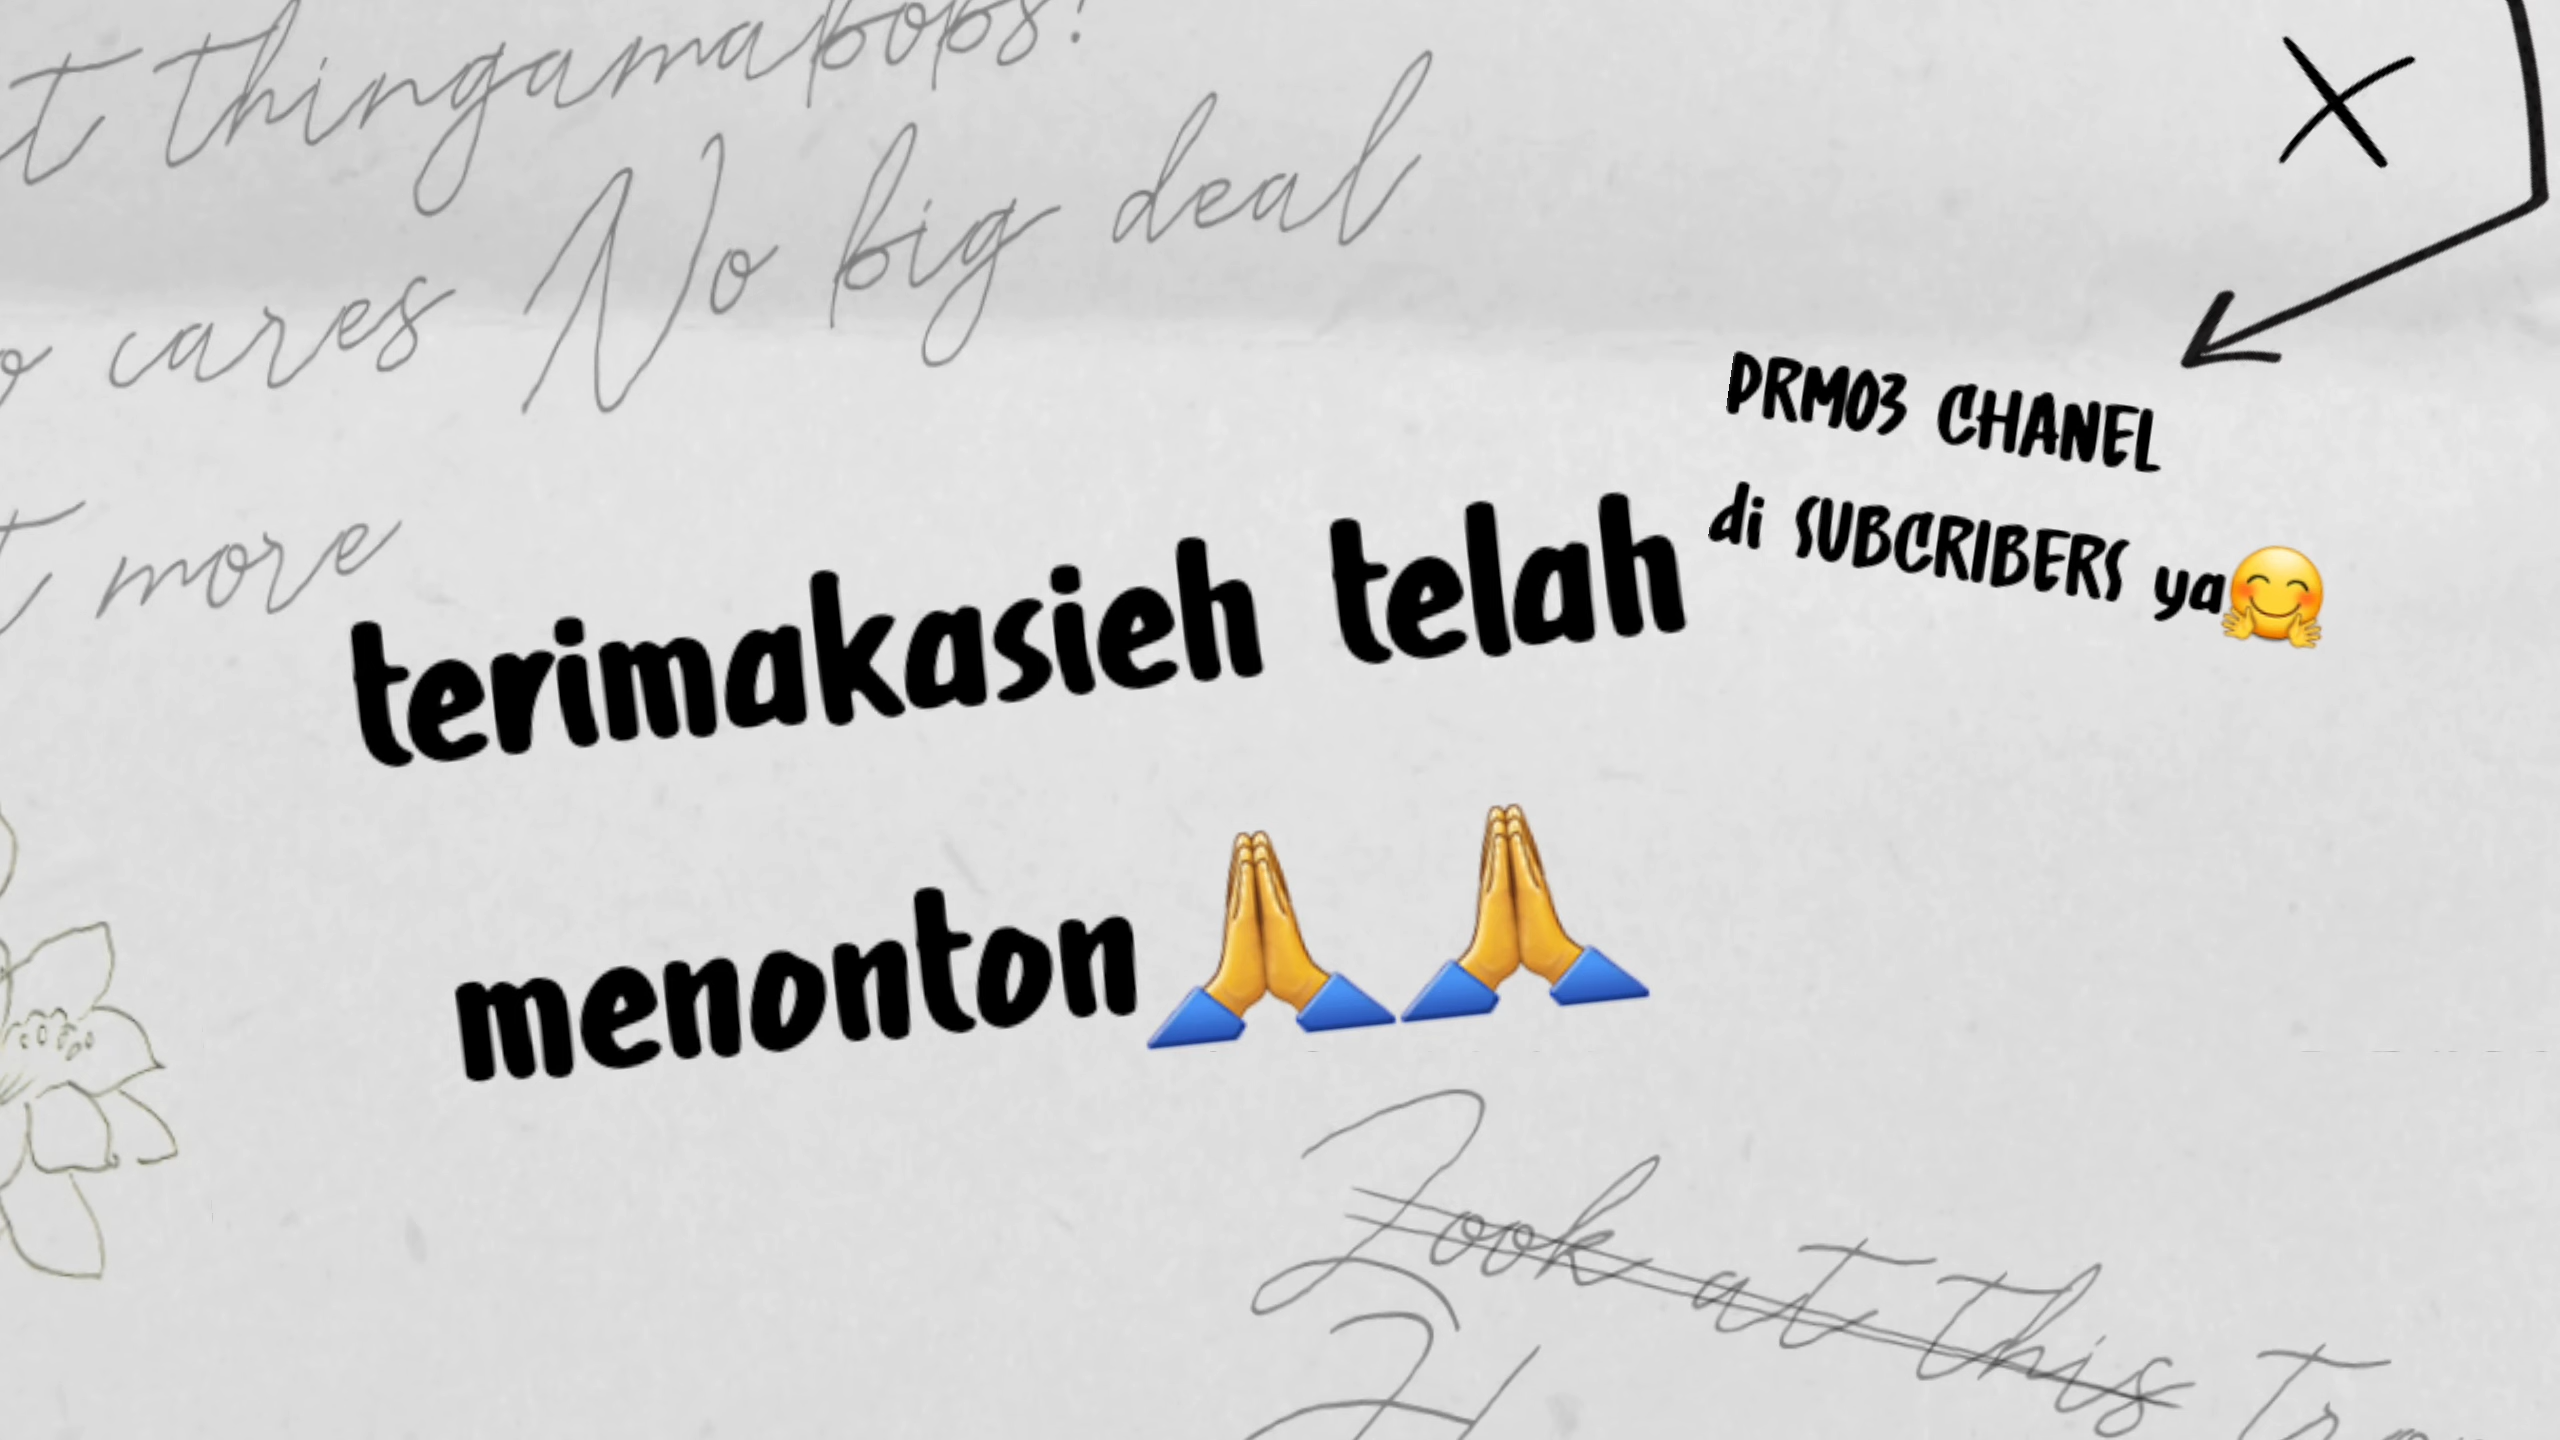 t thingamabobs!
cares No big deal
more
PRM03 CHANEL
di SUBCRIBERS ya🤗
terimakasieh telah
menonton🙏🙏
Look at this